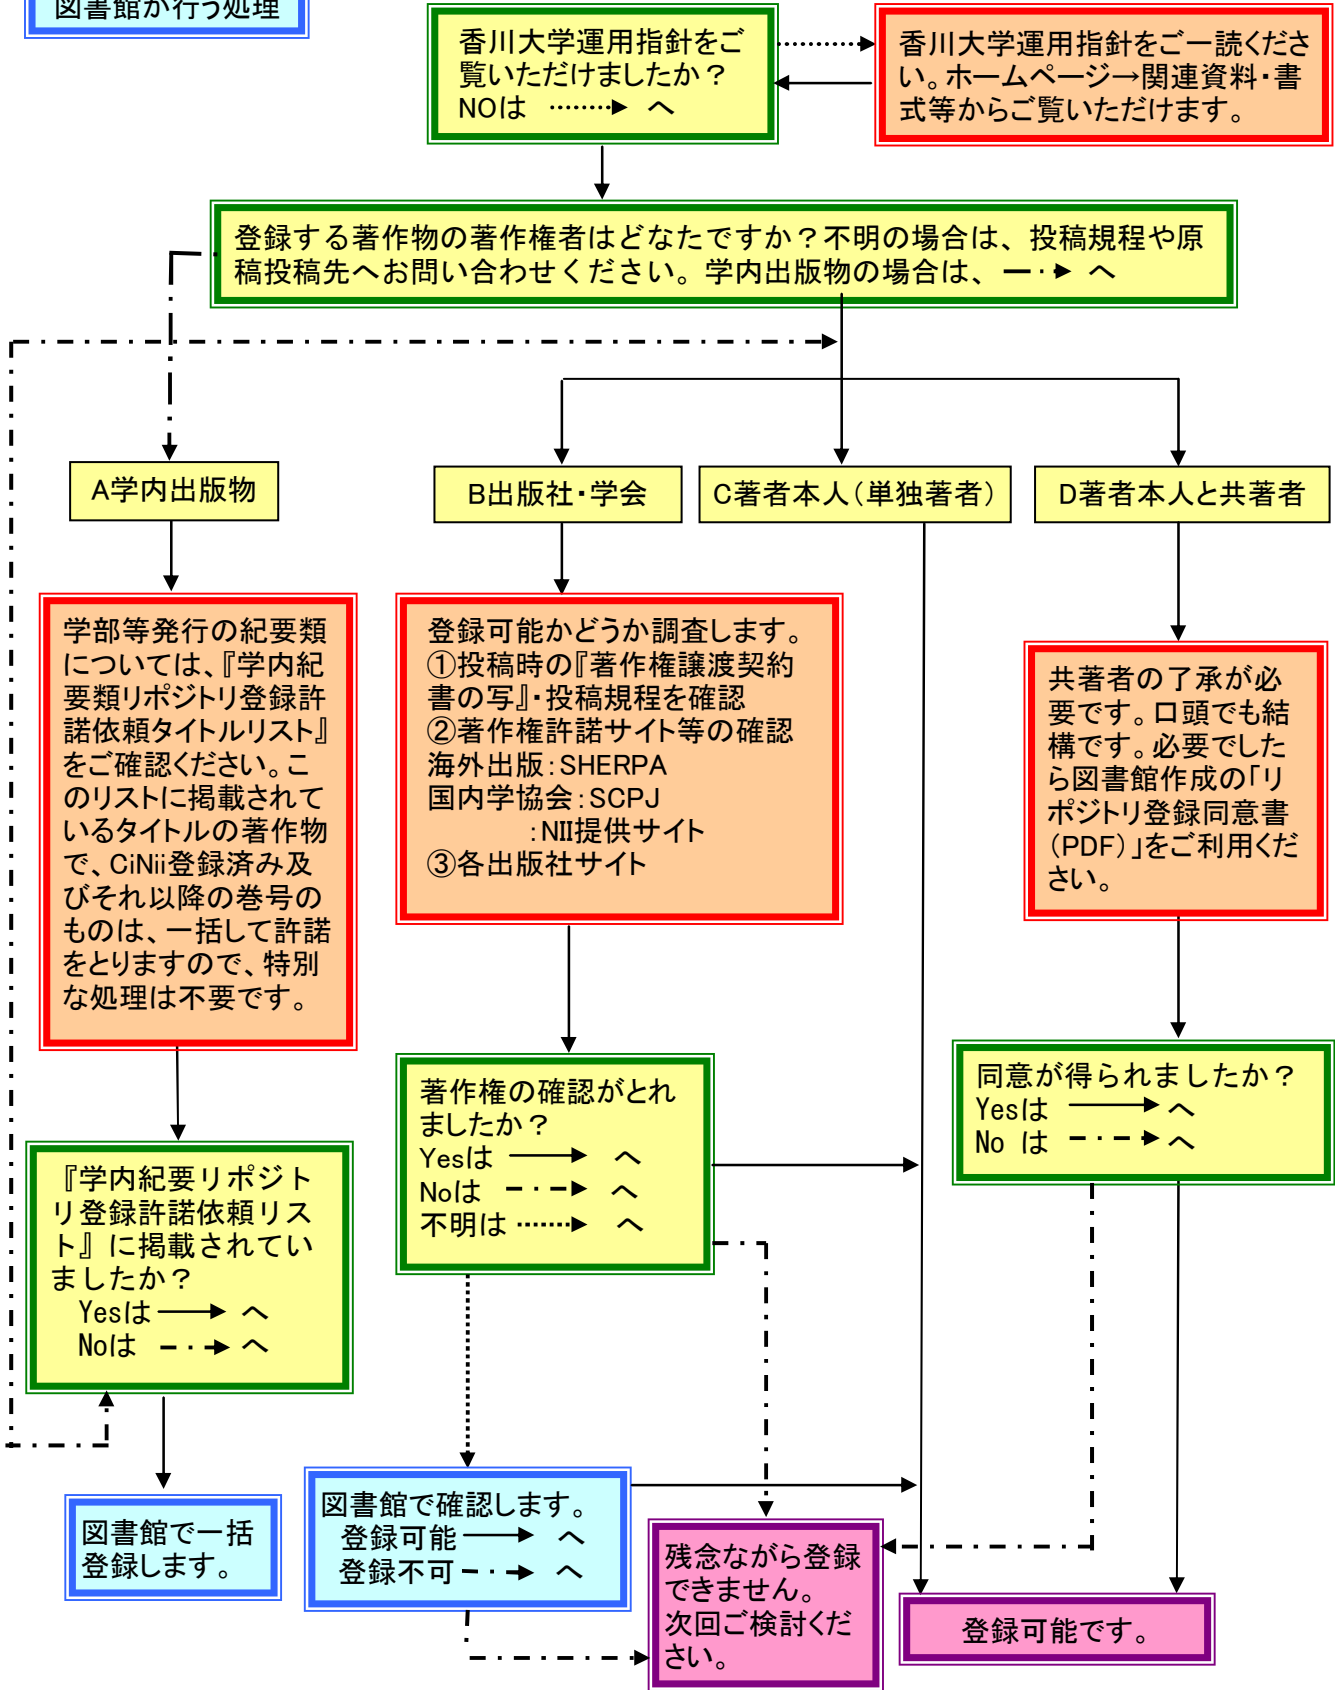 図書館が行う処理
香川大学運用指針をご
覧いただけましたか？
NOは ········▶ へ
香川大学運用指針をご一読くださ
い。ホームページ→関連資料・書
式等からご覧いただけます。
登録する著作物の著作権者はどなたですか？不明の場合は、投稿規程や原
稿投稿先へお問い合わせください。学内出版物の場合は、 へ
A学内出版物
B出版社・学会
C著者本人（単独著者）
D著者本人と共著者
学部等発行の紀要類
については、『学内紀
要類リポジトリ登録許
諾依頼タイトルリスト』
をご確認ください。こ
のリストに掲載されて
いるタイトルの著作物
で、CiNii登録済み及
びそれ以降の巻号の
ものは、一括して許諾
をとりますので、特別
な処理は不要です。
登録可能かどうか調査します。
①投稿時の『著作権譲渡契約
書の写』・投稿規程を確認
②著作権許諾サイト等の確認
海外出版：SHERPA
国内学協会：SCPJ
：NII提供サイト
③各出版社サイト
共著者の了承が必
要です。口頭でも結
構です。必要でした
ら図書館作成の「リ
ポジトリ登録同意書
（PDF）」をご利用くだ
さい。
著作権の確認がとれ
ましたか？
Yesは へ
Noは へ
不明は へ
同意が得られましたか？
Yesは へ
No は へ
『学内紀要リポジト
リ登録許諾依頼リス
ト』に掲載されてい
ましたか？
Yesは へ
Noは へ
図書館で一括
登録します。
図書館で確認します。
登録可能 へ
登録不可 へ
残念ながら登録
できません。
次回ご検討くだ
さい。
登録可能です。